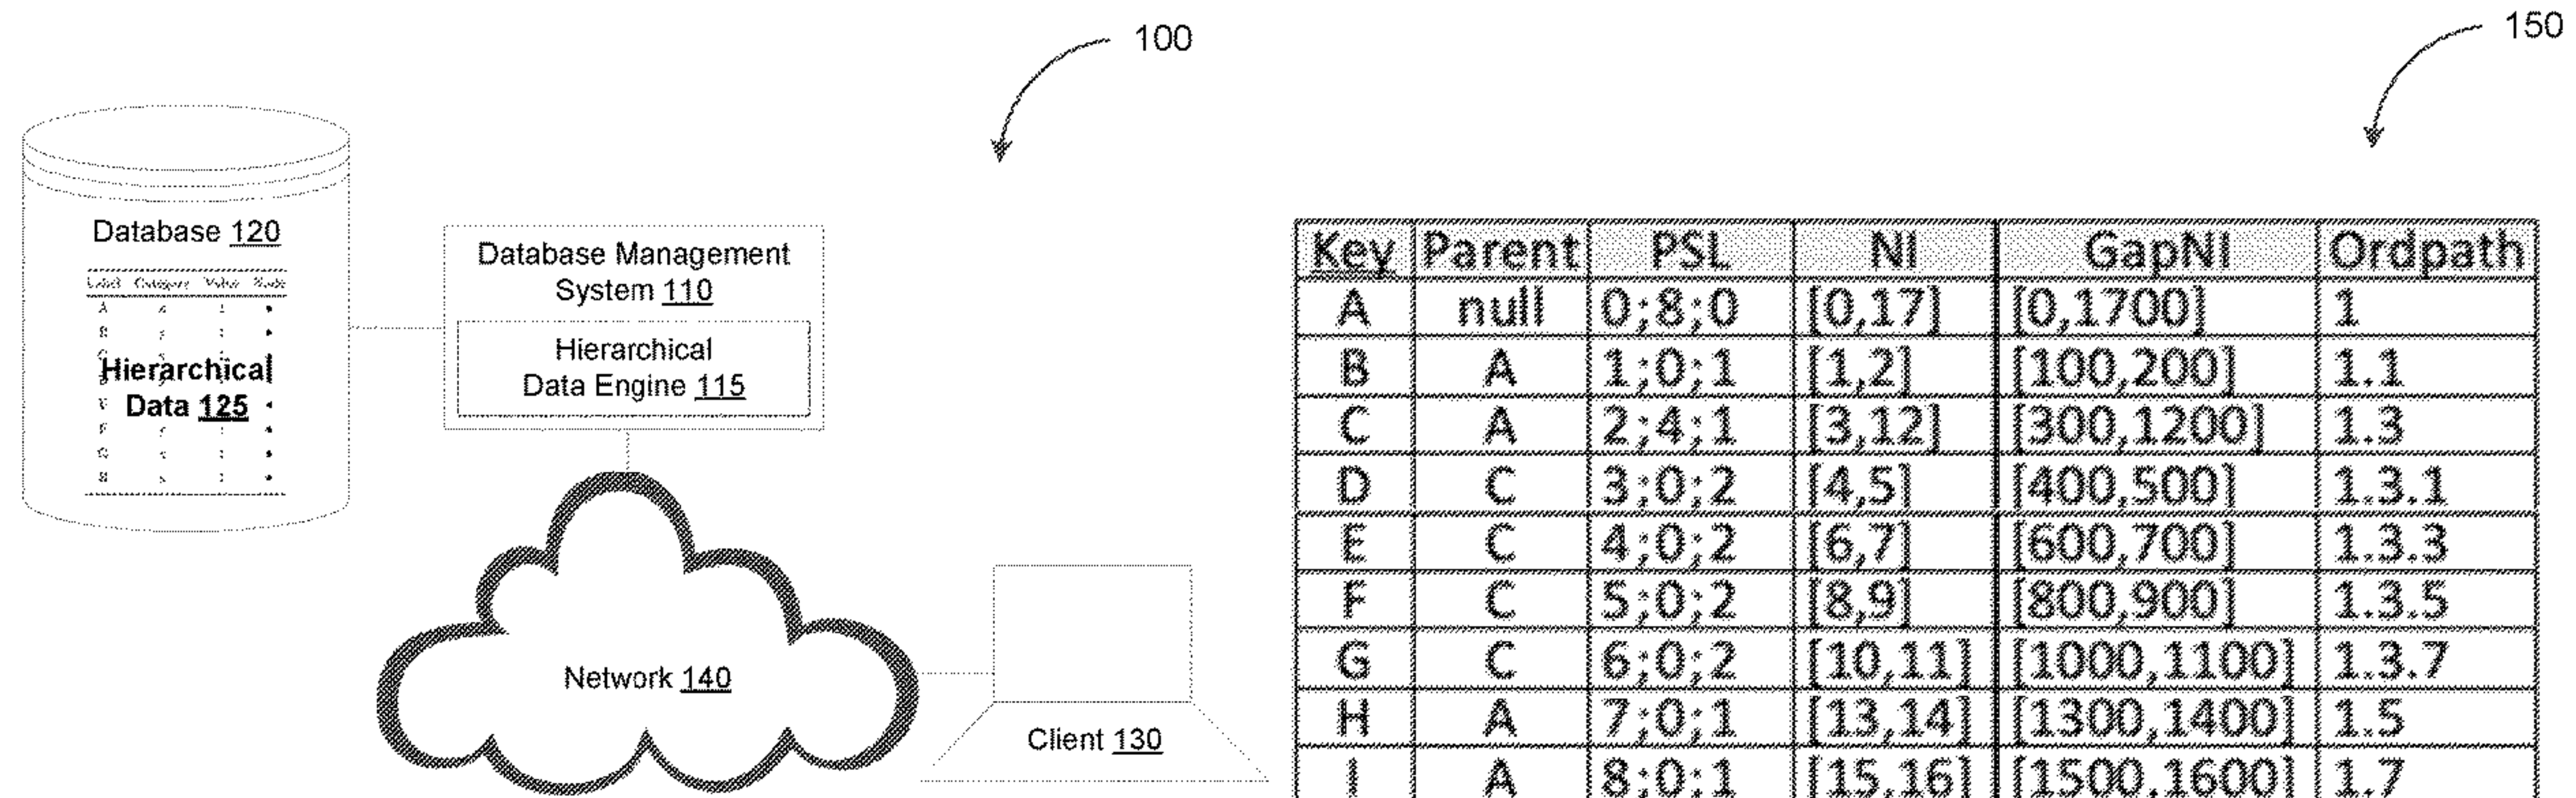 100
150
Database 120
Hierarchical
Data 125
A
B
F
G
H
Database Management
System 110
Hierarchical
Data Engine 115
Network 140
Client 130
Key Parent PSL NI GapNI Ordpath
A null 0;8;0 [0,17] [0,1700] 1
B A 1;0;1 [1,2] [100,200] 1.1
C A 2;4;1 [3,12] [300,1200] 1.3
D C 3;0;2 [4,5] [400,500] 1.3.1
E C 4;0;2 [6,7] [600,700] 1.3.3
F C 5;0;2 [8,9] [800,900] 1.3.5
G C 6;0;2 [10,11] [1000,1100] 1.3.7
H A 7;0;1 [13,14] [1300,1400] 1.5
I A 8;0;1 [15,16] [1500,1600] 1.7